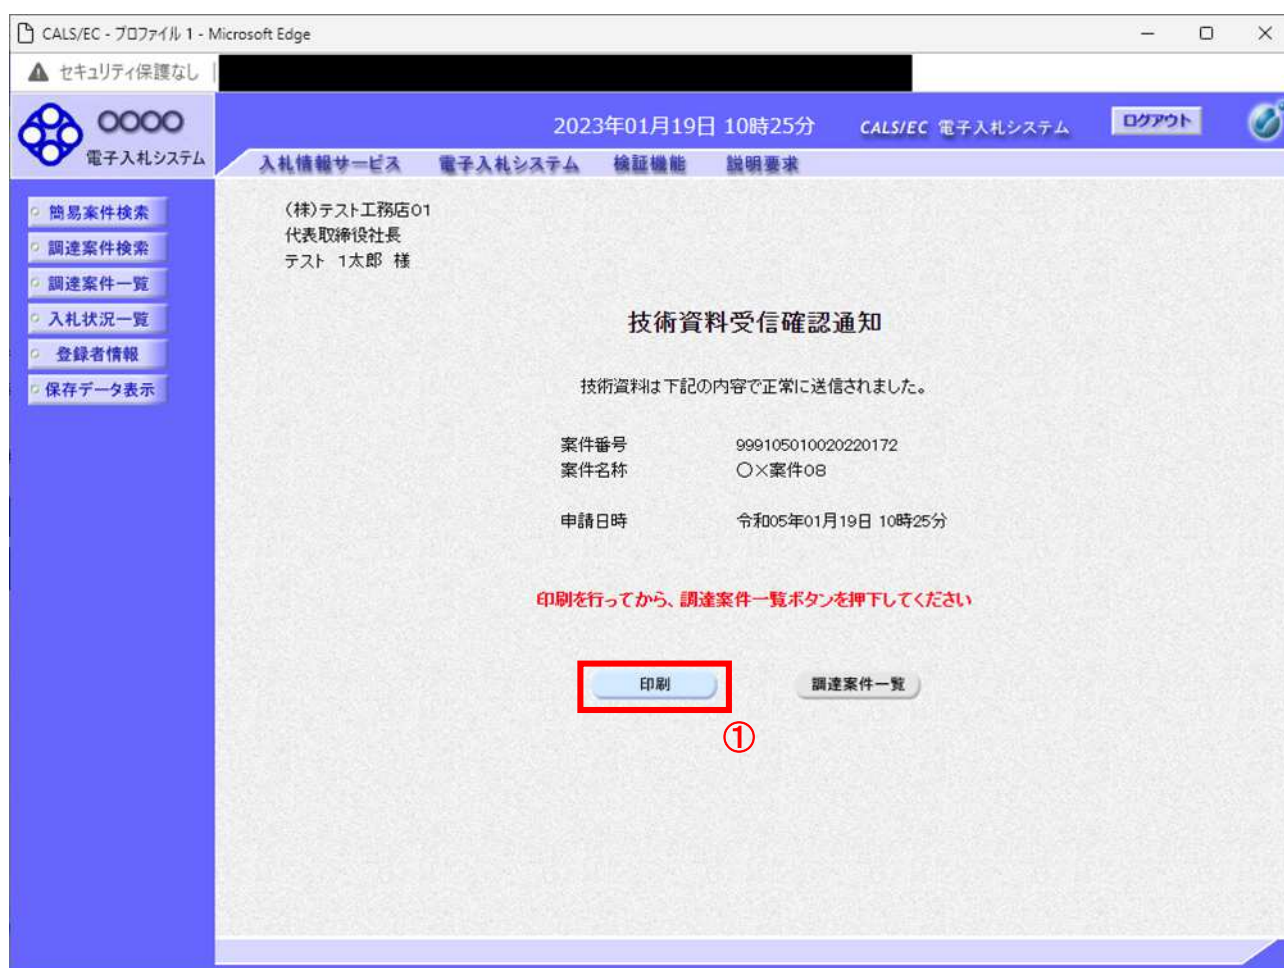 CALS/EC - プロファイル 1 - Microsoft Edge
セキュリティ保護なし
○○○○
電子入札システム
2023年01月19日 10時25分
CALS/EC 電子入札システム
ログアウト
入札情報サービス 電子入札システム 検証機能 説明要求
簡易案件検索
調達案件検索
調達案件一覧
入札状況一覧
登録者情報
保存データ表示
(株)テスト工務店01
代表取締役社長
テスト 1太郎 様
技術資料受信確認通知
技術資料は下記の内容で正常に送信されました。
案件番号 999105010020220172
案件名称 ○×案件08
申請日時 令和05年01月19日 10時25分
印刷を行ってから、調達案件一覧ボタンを押下してください
印刷
調達案件一覧
①